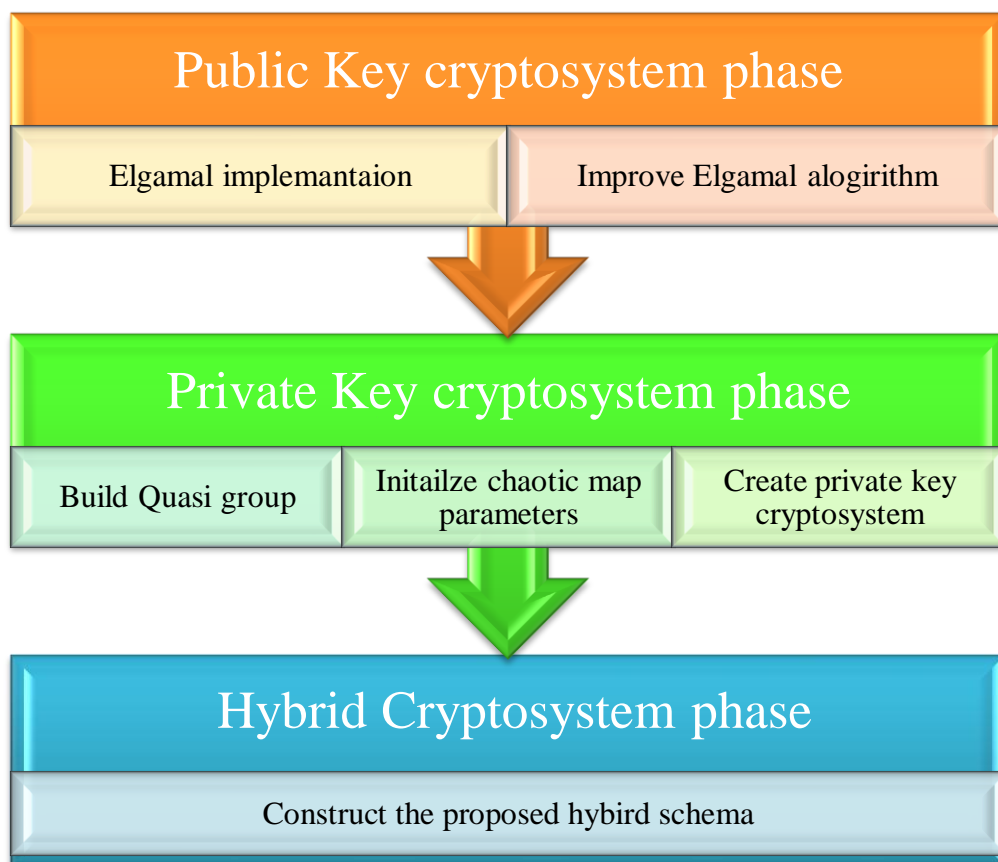 Public Key cryptosystem phase
Elgamal implemantaion
Improve Elgamal alogirithm
Private Key cryptosystem phase
Build Quasi group
Initailze chaotic map
parameters
Create private key
cryptosystem
Hybrid Cryptosystem phase
Construct the proposed hybird schema